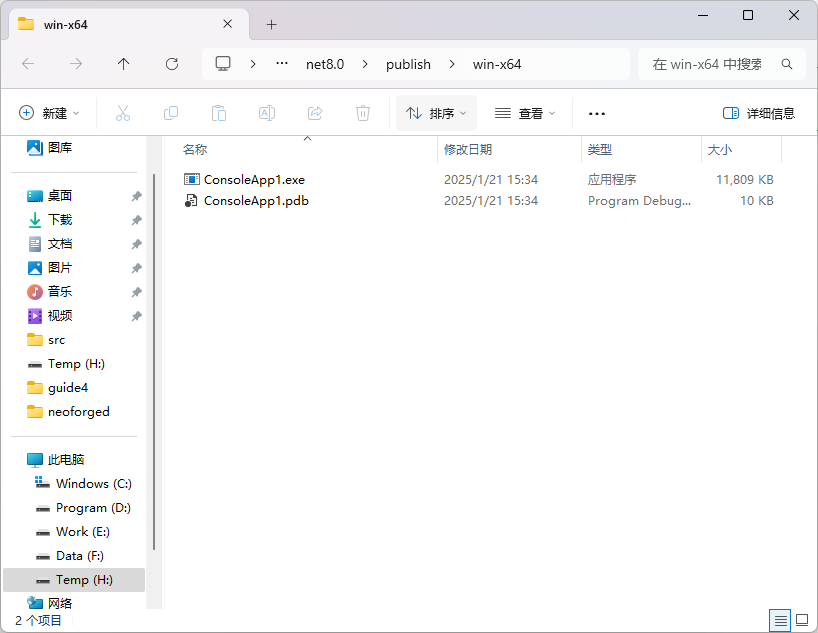 win-x64
net8.0 publish win-x64
在 win-x64 中搜索
新建 排序 查看 详细信息
图库
桌面
下载
文档
图片
音乐
视频
src
Temp (H:)
guide4
neoforged
此电脑
Windows (C:)
Program (D:)
Work (E:)
Data (F:)
Temp (H:)
网络
名称 修改日期 类型 大小
ConsoleApp1.exe 2025/1/21 15:34 应用程序 11,809 KB
ConsoleApp1.pdb 2025/1/21 15:34 Program Debug... 10 KB
2 个项目